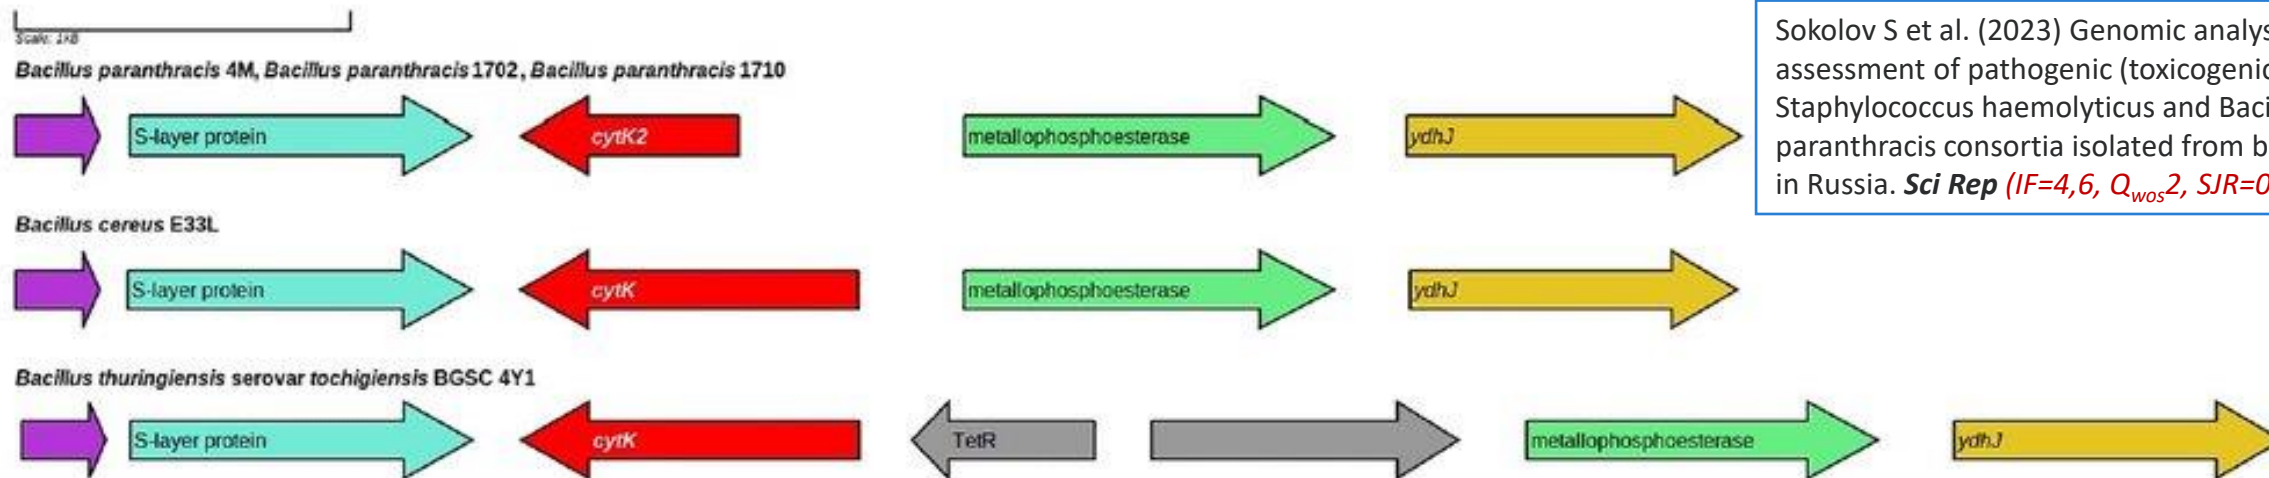 Scale: 1kB
Bacillus paranthracis 4M, Bacillus paranthracis 1702, Bacillus paranthracis 1710
S-layer protein
cytK2
metallophosphoesterase
ydhJ
Sokolov S et al. (2023) Genomic analys
assessment of pathogenic (toxicogenic
Staphylococcus haemolyticus and Baci
paranthracis consortia isolated from b
in Russia. Sci Rep (IF=4,6, Qwos2, SJR=0
Bacillus cereus E33L
S-layer protein
cytK
metallophosphoesterase
ydhJ
Bacillus thuringiensis serovar tochigiensis BGSC 4Y1
S-layer protein
cytK
TetR
metallophosphoesterase
ydhJ